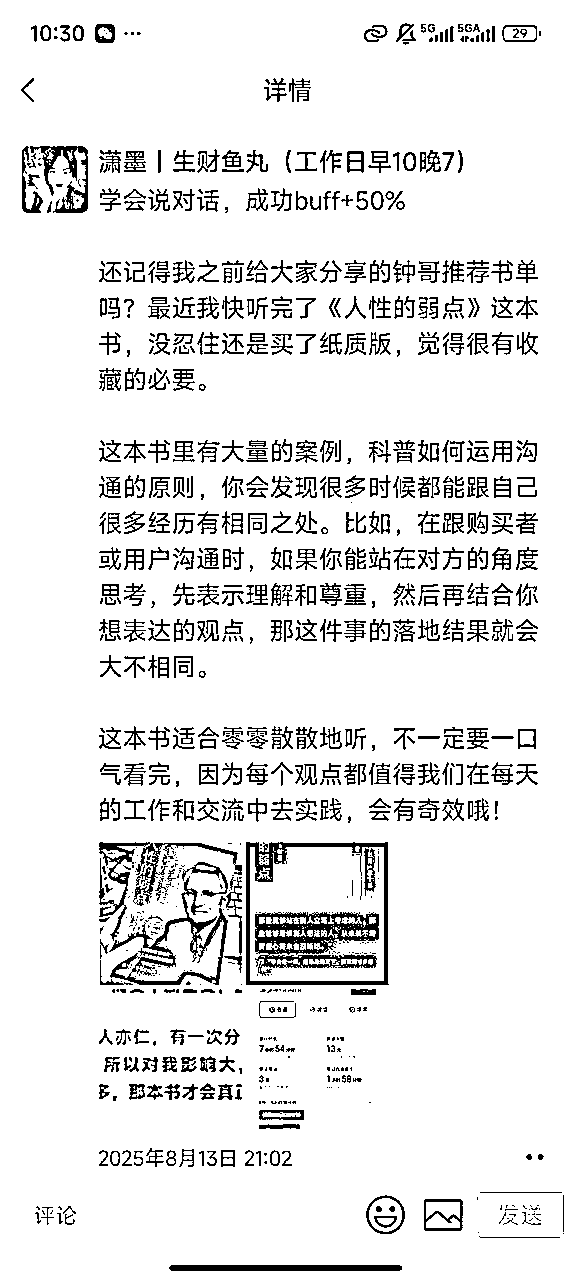 10:30 ··· 5G 5GA 29
详情
潇墨丨生财鱼丸（工作日早10晚7）
学会说对话，成功buff+50%
还记得我之前给大家分享的钟哥推荐书单
吗？最近我快听完了《人性的弱点》这本
书，没忍住还是买了纸质版，觉得很有收
藏的必要。
这本书里有大量的案例，科普如何运用沟
通的原则，你会发现很多时候都能跟自己
很多经历有相同之处。比如，在跟购买者
或用户沟通时，如果你能站在对方的角度
思考，先表示理解和尊重，然后再结合你
想表达的观点，那这件事的落地结果就会
大不相同。
这本书适合零零散散地听，不一定要一口
气看完，因为每个观点都值得我们在每天
的工作和交流中去实践，会有奇效哦！
人亦仁，有一次分
所以对我影响大，
多，那本书才会真正
2025年8月13日 21:02
评论
发送